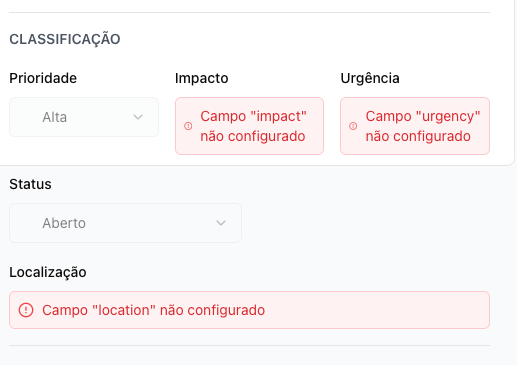 CLASSIFICAÇÃO
Prioridade Impacto Urgência
Alta
Campo "impact"
não configurado
Campo "urgency"
não configurado
Status
Aberto
Localização
Campo "location" não configurado